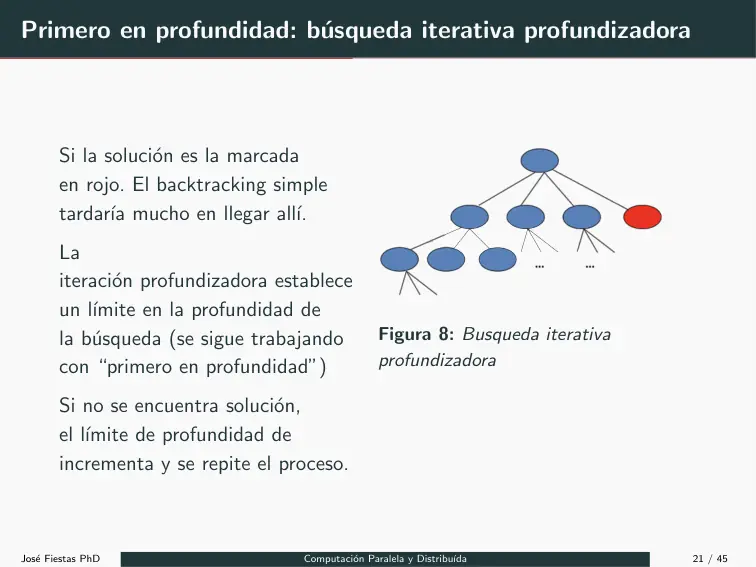 Primero en profundidad: búsqueda iterativa profundizadora
Si la solución es la marcada
en rojo. El backtracking simple
tardaría mucho en llegar allí.
La
iteración profundizadora establece
un límite en la profundidad de
la búsqueda (se sigue trabajando
con “primero en profundidad”)
Si no se encuentra solución,
el límite de profundidad de
incrementa y se repite el proceso.
... ...
Figura 8: Busqueda iterativa
profundizadora
José Fiestas PhD
Computación Paralela y Distribuída
21 / 45